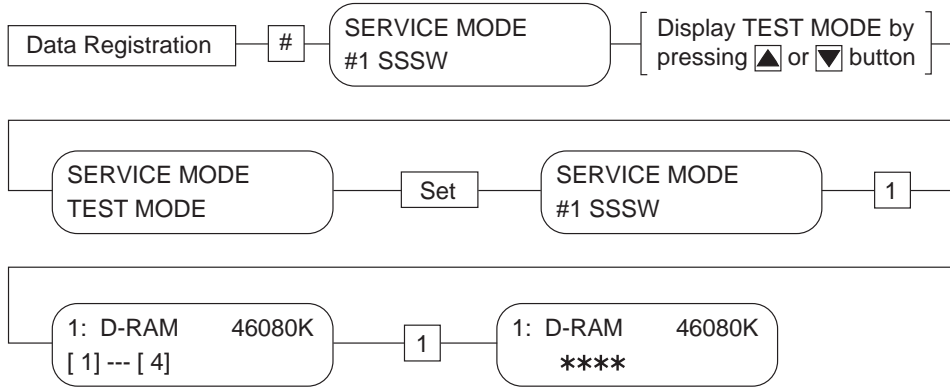 Data Registration
#
SERVICE MODE
#1 SSSW
Display TEST MODE by
pressing ▲ or ▼ button
SERVICE MODE
TEST MODE
Set
SERVICE MODE
#1 SSSW
1
1: D-RAM 46080K
[ 1] --- [ 4]
1
1: D-RAM 46080K
****